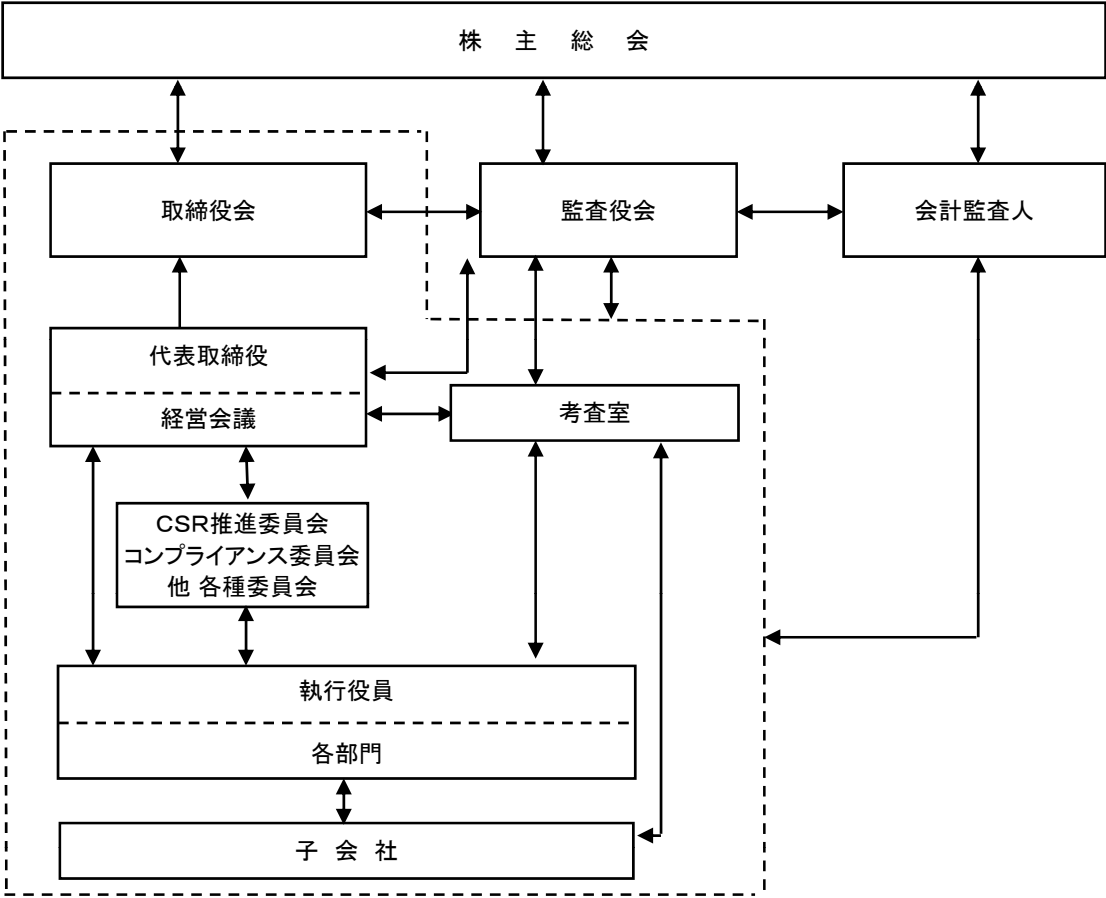 株 主 総 会
取締役会
監査役会
会計監査人
代表取締役
経営会議
考査室
CSR推進委員会
コンプライアンス委員会
他 各種委員会
執行役員
各部門
子 会 社